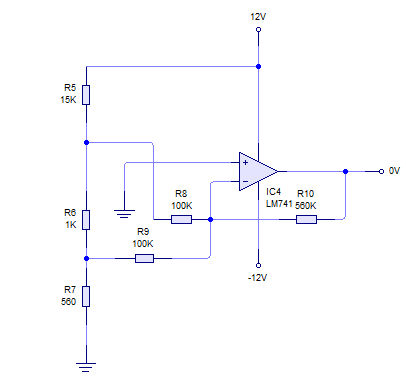 12V
R5
15K
+
−
0V
R8
100K
IC4
LM741
R10
560K
R6
1K
R9
100K
-12V
R7
560